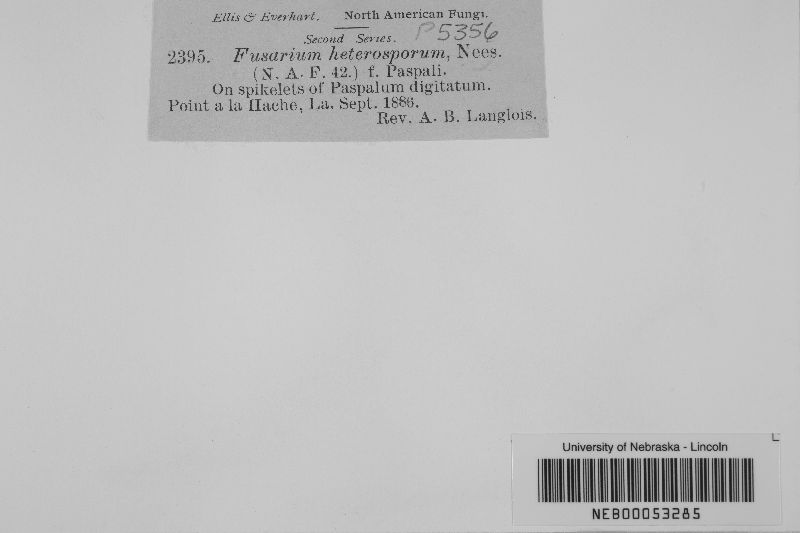 Ellis & Everhart. North American Fungi.
Second Series. P5356
2395. Fusarium heterosporum, Nees.
(N. A. F. 42.) f. Paspali.
On spikelets of Paspalum digitatum.
Point a la Hache, La. Sept. 1886.
Rev. A. B. Langlois.
University of Nebraska - Lincoln
NEB00053285